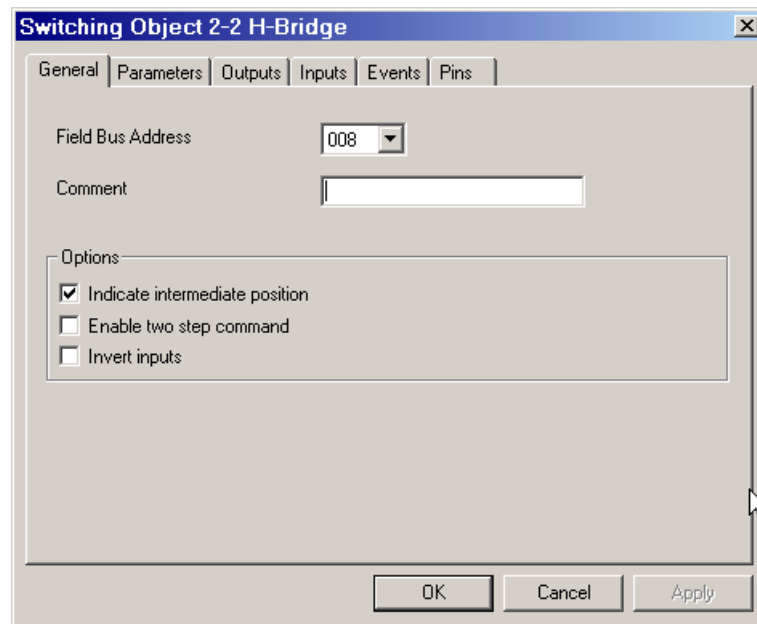 Switching Object 2-2 H-Bridge
General Parameters Outputs Inputs Events Pins
Field Bus Address 008
Comment
Options
Indicate intermediate position
Enable two step command
Invert inputs
OK Cancel Apply